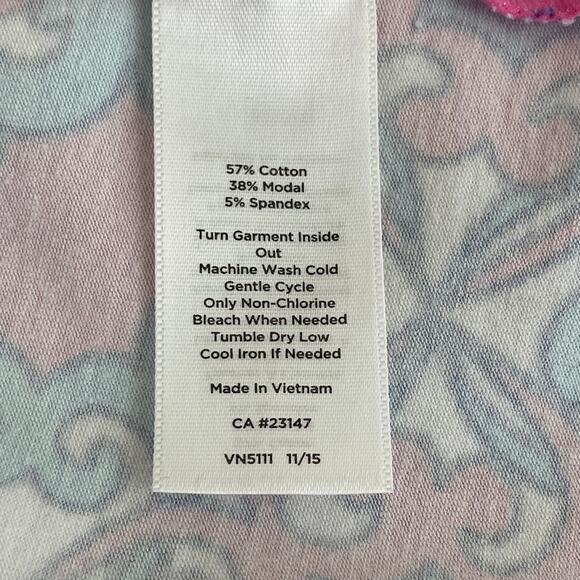 57% Cotton
38% Modal
5% Spandex
Turn Garment Inside
Out
Machine Wash Cold
Gentle Cycle
Only Non-Chlorine
Bleach When Needed
Tumble Dry Low
Cool Iron If Needed
Made In Vietnam
CA #23147
VN5111 11/15